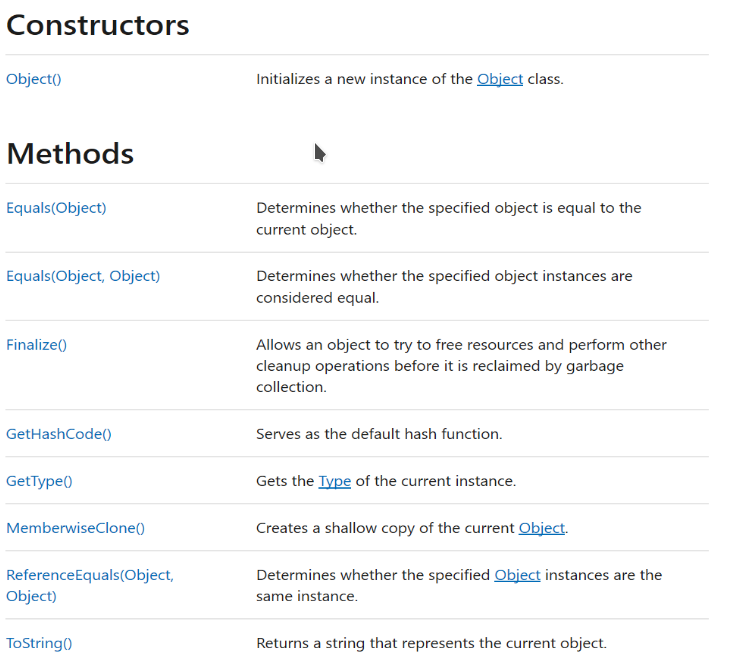 Constructors
Object() Initializes a new instance of the Object class.
Methods
Equals(Object) Determines whether the specified object is equal to the
current object.
Equals(Object, Object) Determines whether the specified object instances are
considered equal.
Finalize() Allows an object to try to free resources and perform other
cleanup operations before it is reclaimed by garbage
collection.
GetHashCode() Serves as the default hash function.
GetType() Gets the Type of the current instance.
MemberwiseClone() Creates a shallow copy of the current Object.
ReferenceEquals(Object, Determines whether the specified Object instances are the
Object) same instance.
ToString() Returns a string that represents the current object.